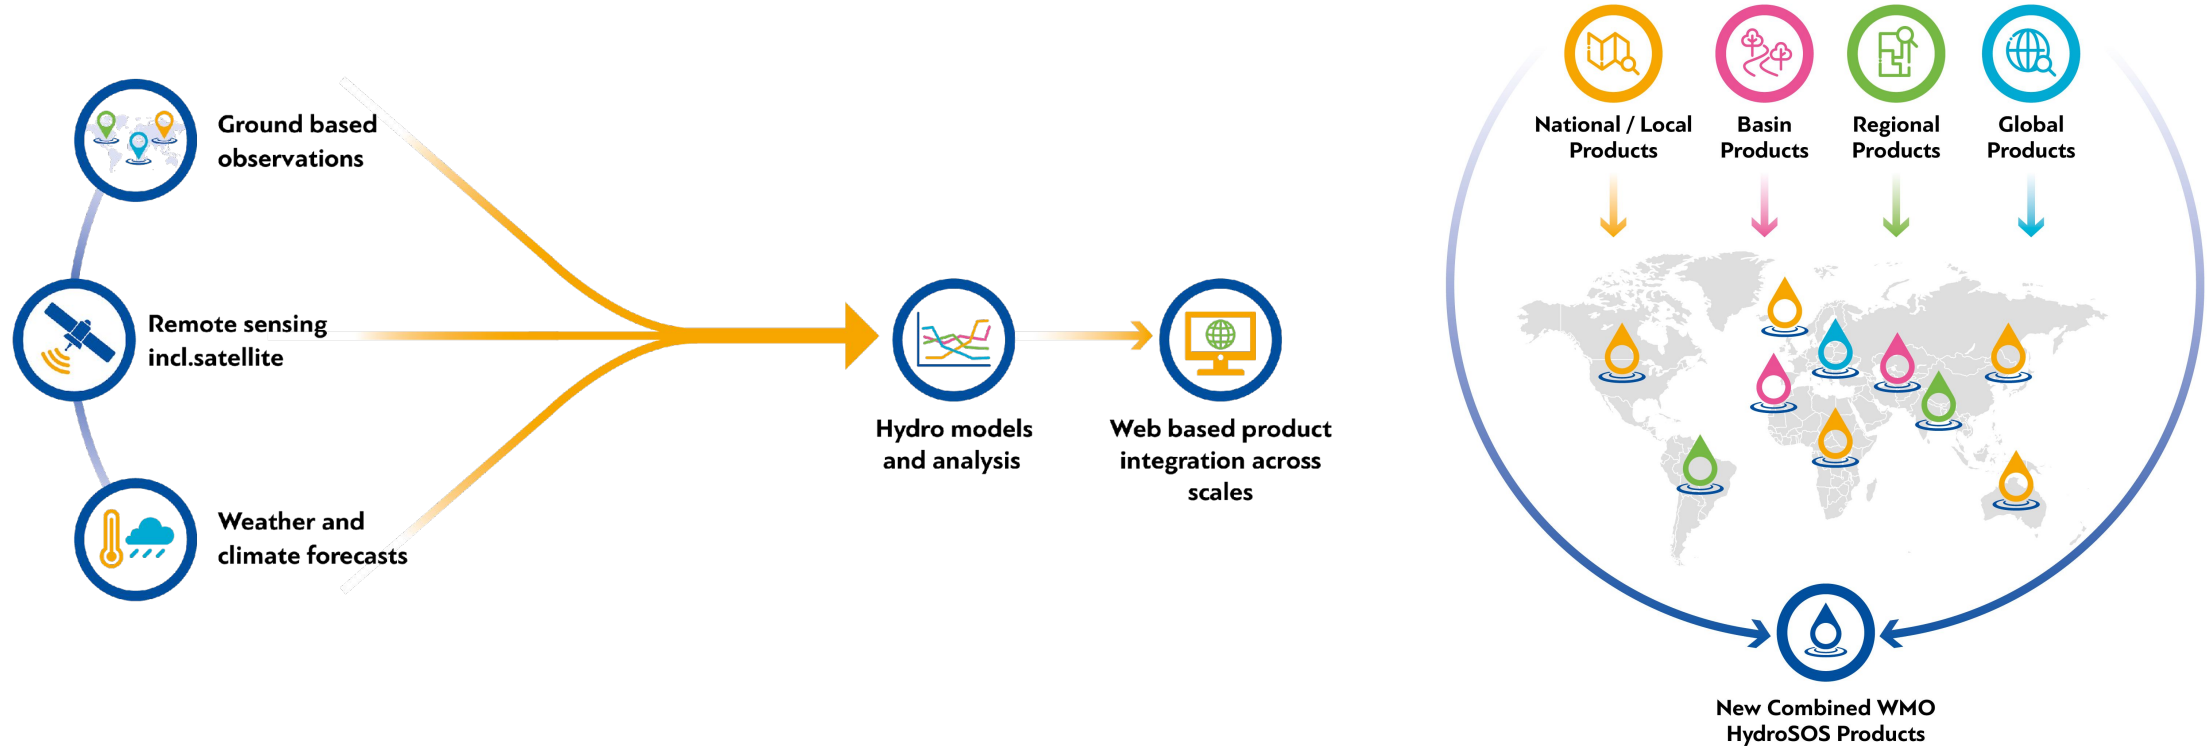 Ground based
observations
Remote sensing
incl.satellite
Weather and
climate forecasts
Hydro models
and analysis
Web based product
integration across
scales
National / Local
Products
Basin
Products
Regional
Products
Global
Products
New Combined WMO
HydroSOS Products